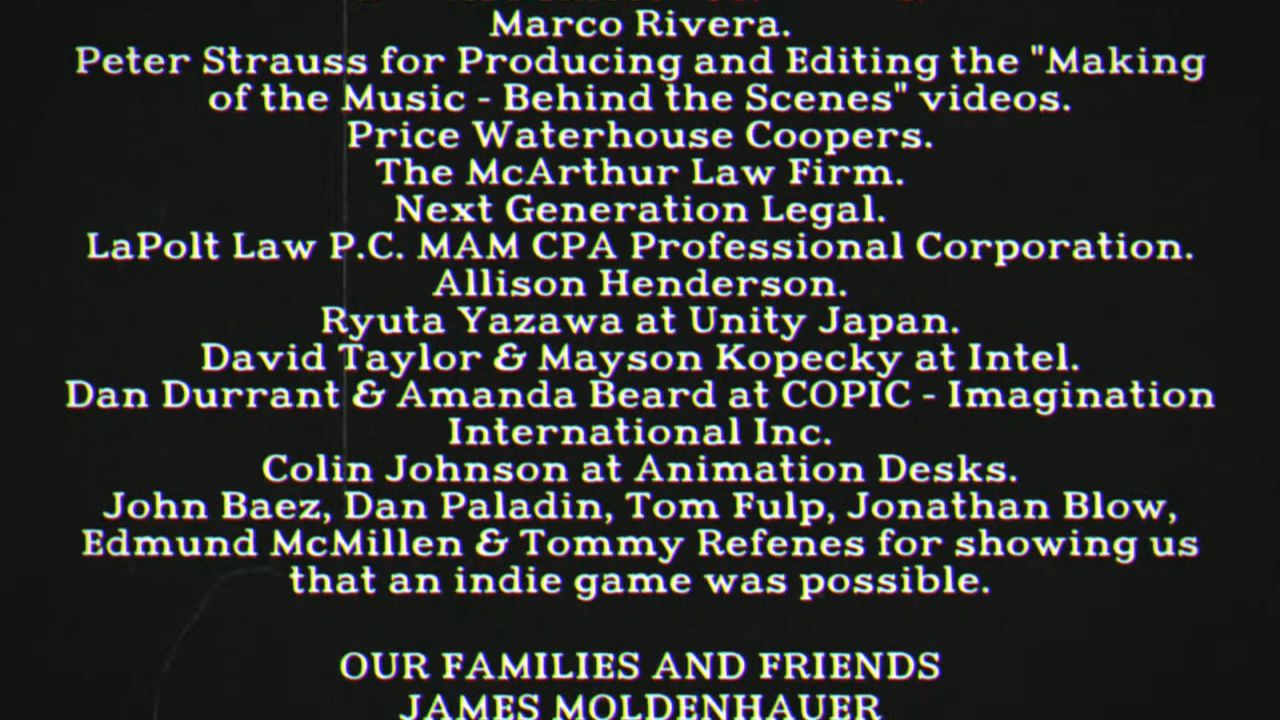 Marco Rivera.
Peter Strauss for Producing and Editing the "Making
of the Music - Behind the Scenes" videos.
Price Waterhouse Coopers.
The McArthur Law Firm.
Next Generation Legal.
LaPolt Law P.C. MAM CPA Professional Corporation.
Allison Henderson.
Ryuta Yazawa at Unity Japan.
David Taylor & Mayson Kopecky at Intel.
Dan Durrant & Amanda Beard at COPIC - Imagination
International Inc.
Colin Johnson at Animation Desks.
John Baez, Dan Paladin, Tom Fulp, Jonathan Blow,
Edmund McMillen & Tommy Refenes for showing us
that an indie game was possible.
OUR FAMILIES AND FRIENDS
JAMES MOLDENHAUER